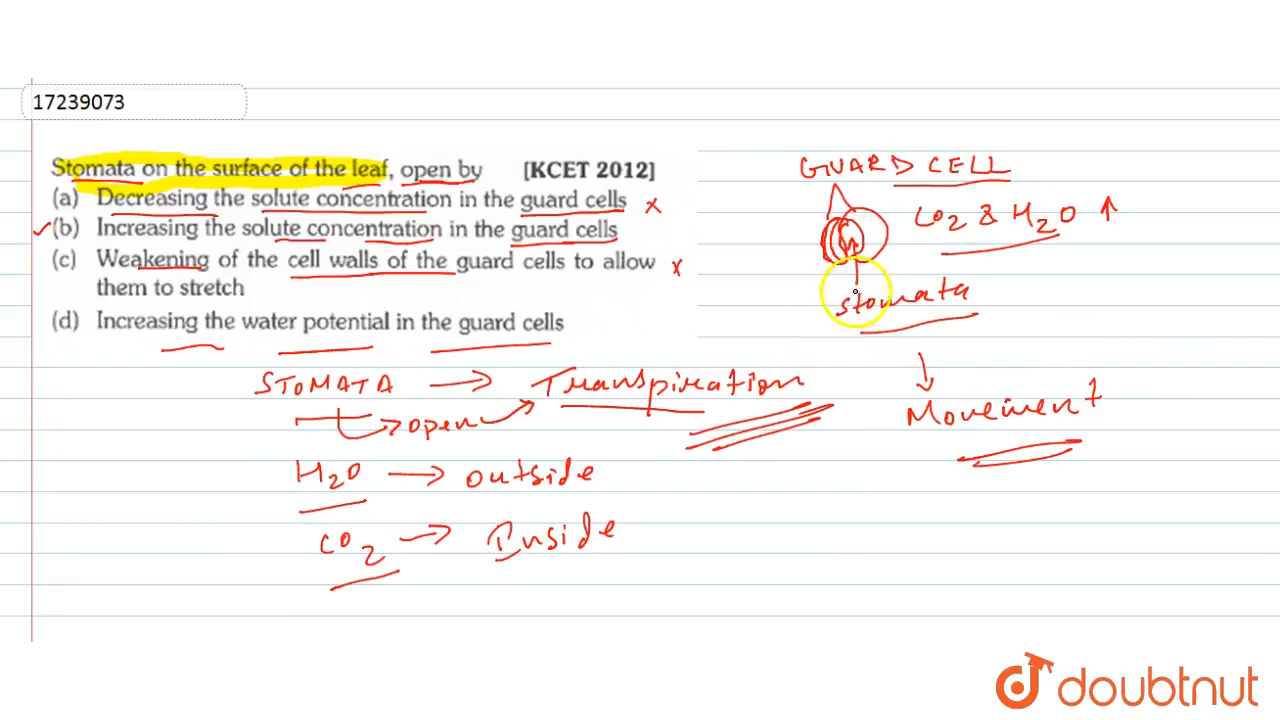 17239073
Stomata on the surface of the leaf, open by [KCET 2012]
(a) Decreasing the solute concentration in the guard cells x
(b) Increasing the solute concentration in the guard cells
(c) Weakening of the cell walls of the guard cells to allow x
them to stretch
(d) Increasing the water potential in the guard cells
GUARD CELL
CO2 & H2O ↑
stomata
Movement
STOMATA → Transpiration
→ open
H2O → outside
CO2 → Inside
doubtnut